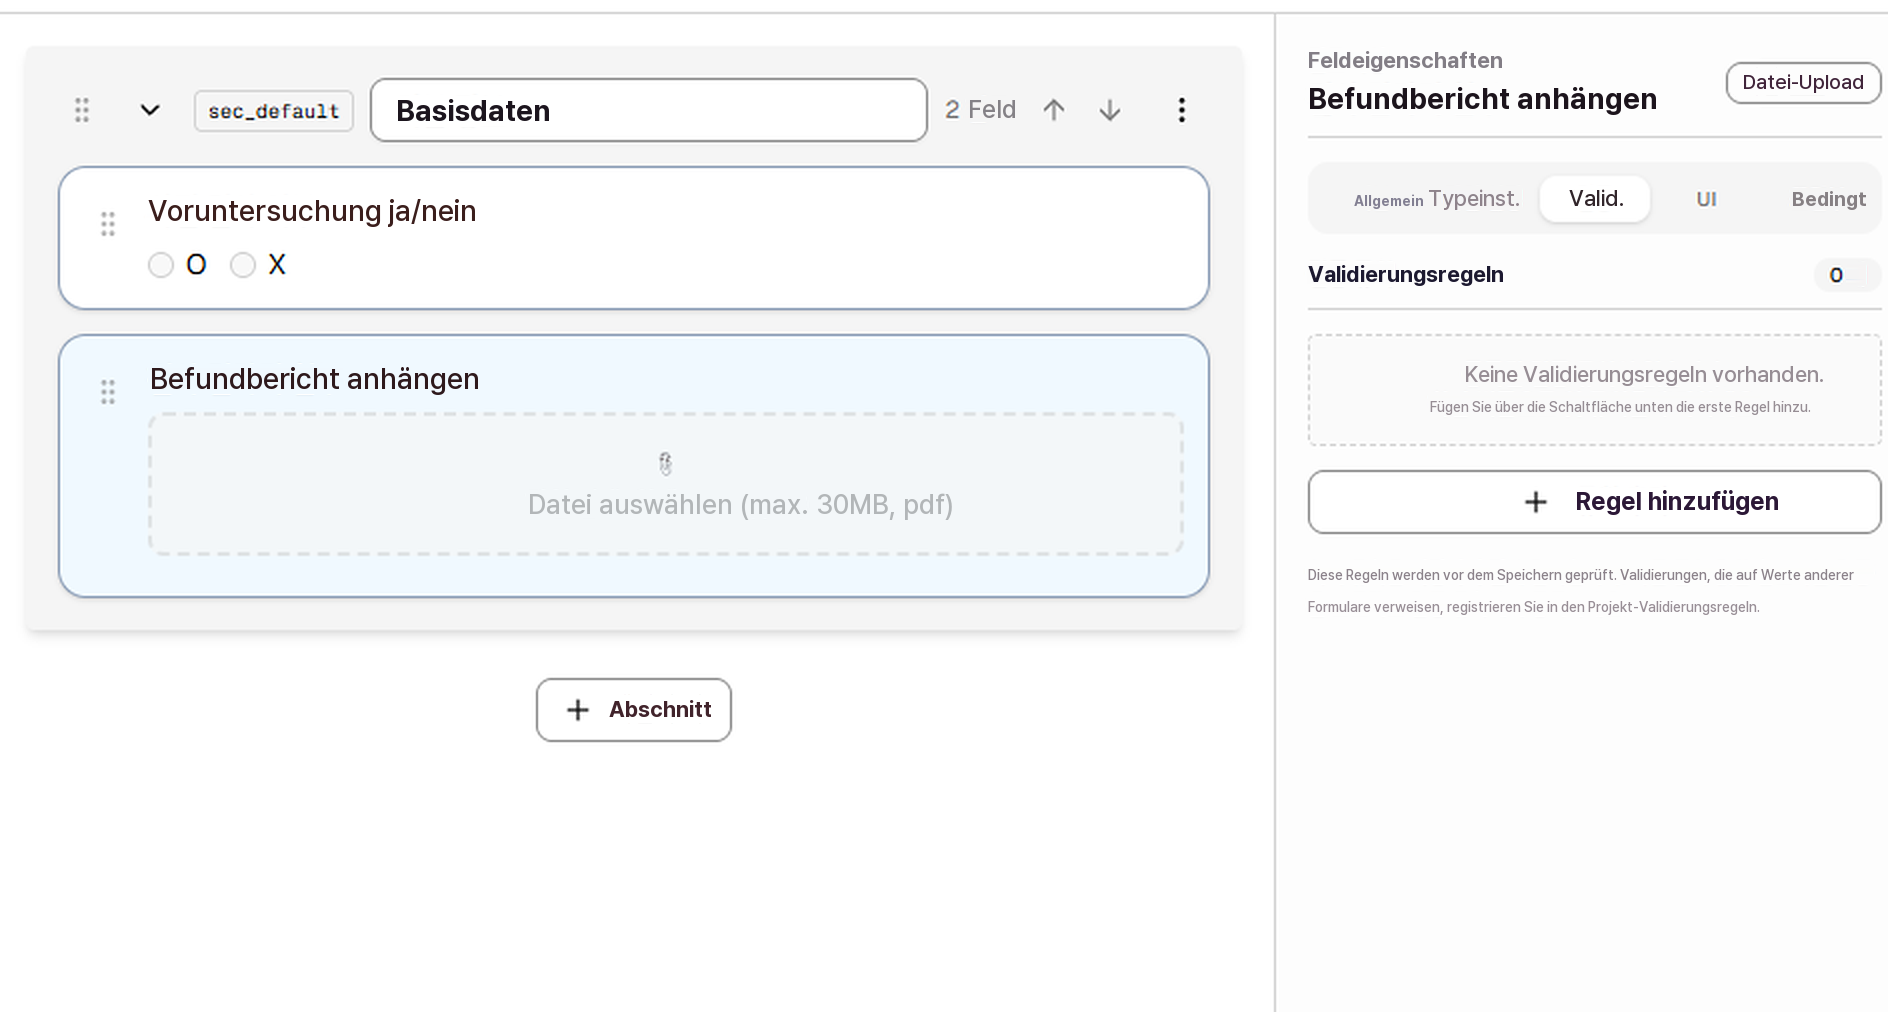 sec_default Basisdaten 2 Feld
Voruntersuchung ja/nein
O X
Befundbericht anhängen
Datei auswählen (max. 30MB, pdf)
+ Abschnitt
Feldeigenschaften
Befundbericht anhängen
Datei-Upload
Allgemein Typeinst. Valid. UI Bedingt
Validierungsregeln 0
Keine Validierungsregeln vorhanden.
Fügen Sie über die Schaltfläche unten die erste Regel hinzu.
+ Regel hinzufügen
Diese Regeln werden vor dem Speichern geprüft. Validierungen, die auf Werte anderer
Formulare verweisen, registrieren Sie in den Projekt-Validierungsregeln.